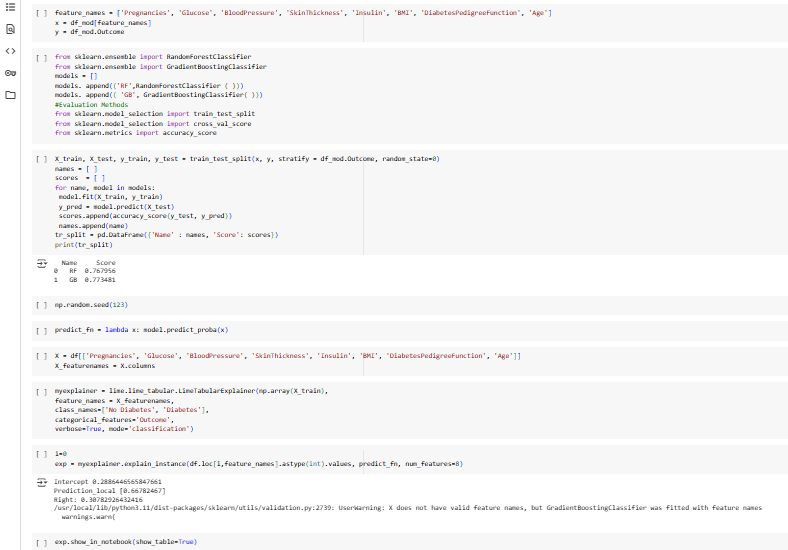 [ ] feature_names = ['Pregnancies', 'Glucose', 'BloodPressure', 'SkinThickness', 'Insulin', 'BMI', 'DiabetesPedigreeFunction', 'Age']
x = df_mod[feature_names]
y = df_mod.Outcome
[ ] from sklearn.ensemble import RandomForestClassifier
from sklearn.ensemble import GradientBoostingClassifier
models = []
models. append(('RF',RandomForestClassifier ( )))
models. append(( 'GB', GradientBoostingClassifier( )))
#Evaluation Methods
from sklearn.model_selection import train_test_split
from sklearn.model_selection import cross_val_score
from sklearn.metrics import accuracy_score
[ ] X_train, X_test, y_train, y_test = train_test_split(x, y, stratify = df_mod.Outcome, random_state=0)
names = [ ]
scores = [ ]
for name, model in models:
model.fit(X_train, y_train)
y_pred = model.predict(X_test)
scores.append(accuracy_score(y_test, y_pred))
names.append(name)
tr_split = pd.DataFrame({'Name' : names, 'Score': scores})
print(tr_split)
Name Score
0 RF 0.767956
1 GB 0.773481
[ ] np.random.seed(123)
[ ] predict_fn = lambda x: model.predict_proba(x)
[ ] X = df[['Pregnancies', 'Glucose', 'BloodPressure', 'SkinThickness', 'Insulin', 'BMI', 'DiabetesPedigreeFunction', 'Age']]
X_featurenames = X.columns
[ ] myexplainer = lime.lime_tabular.LimeTabularExplainer(np.array(X_train),
feature_names = X_featurenames,
class_names=['No Diabetes', 'Diabetes'],
categorical_features='Outcome',
verbose=True, mode='classification')
[ ] i=0
exp = myexplainer.explain_instance(df.loc[i,feature_names].astype(int).values, predict_fn, num_features=8)
Intercept 0.2886446565847661
Prediction_local [0.66782467]
Right: 0.30782926432416
/usr/local/lib/python3.11/dist-packages/sklearn/utils/validation.py:2739: UserWarning: X does not have valid feature names, but GradientBoostingClassifier was fitted with feature names
warnings.warn(
[ ] exp.show_in_notebook(show_table=True)